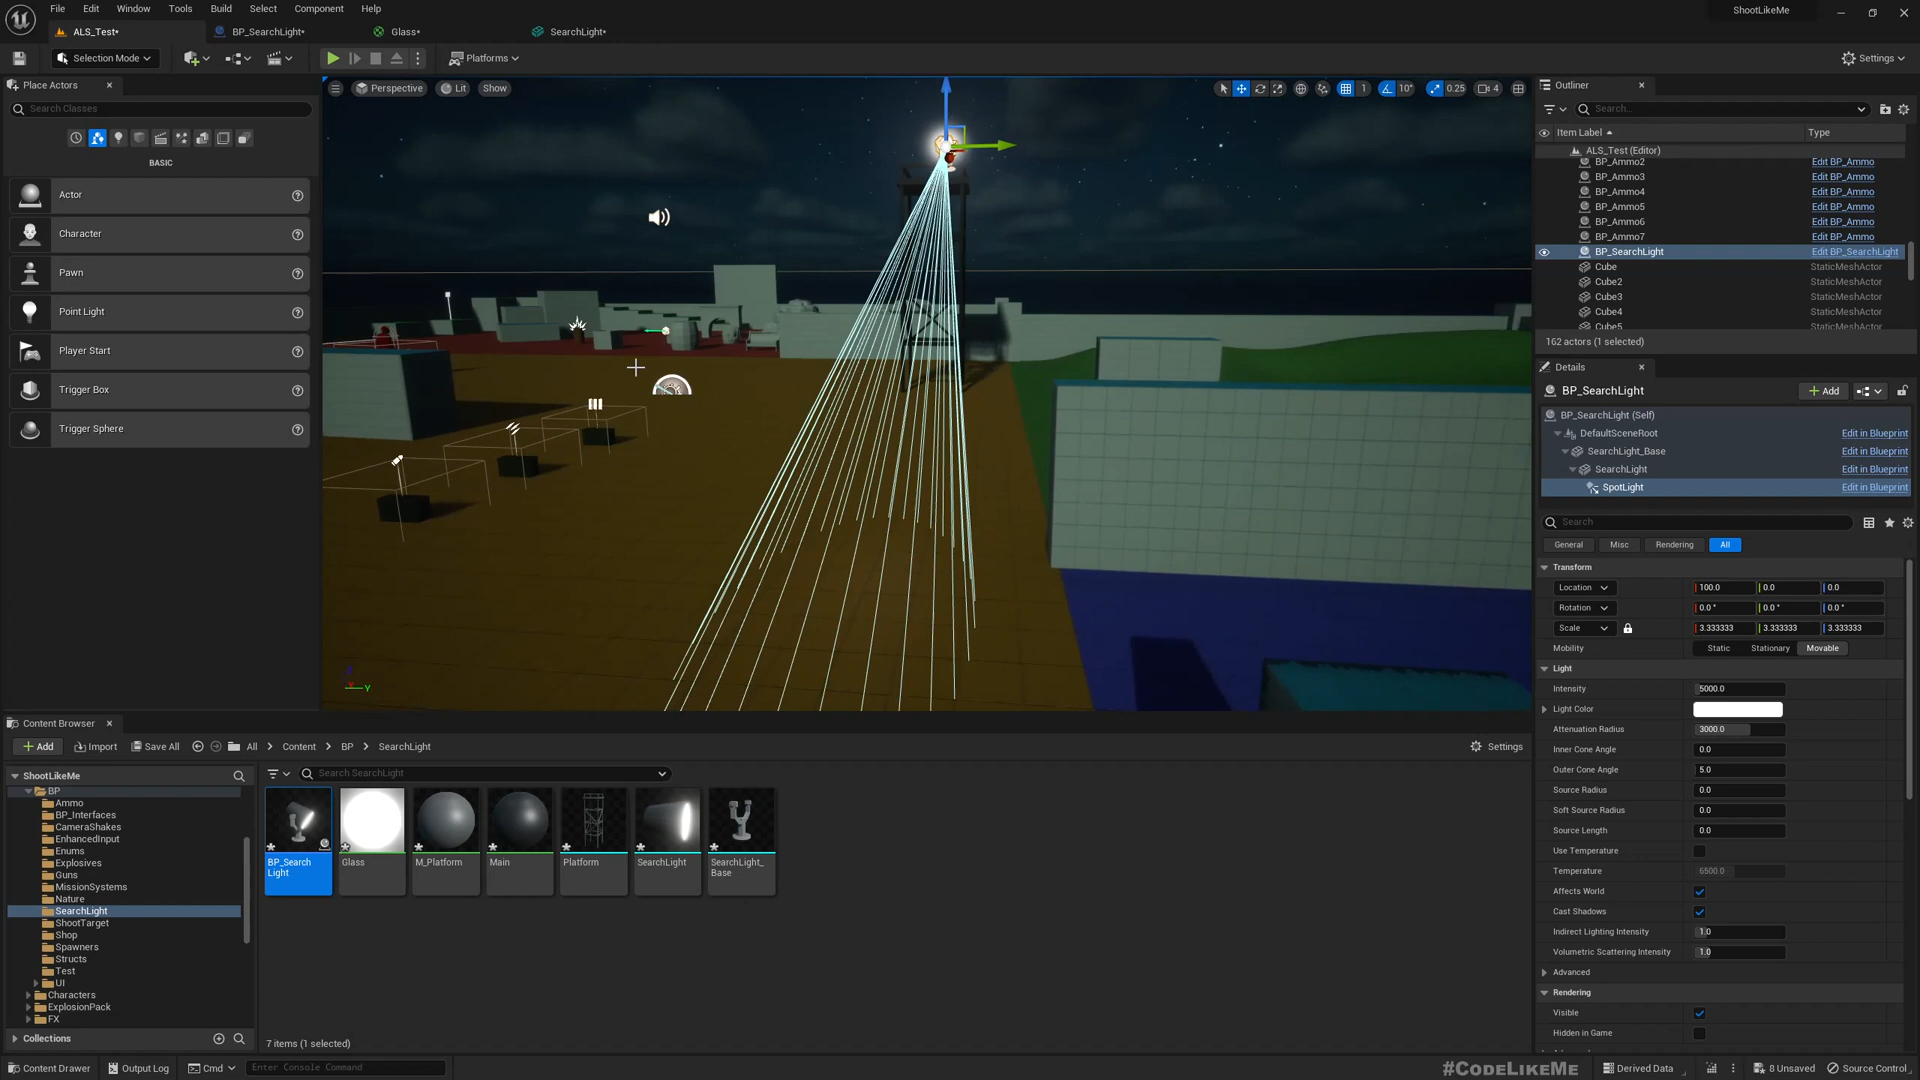 File Edit Window Tools Build Select Component Help
ShootLikeMe
ALS_Test* BP_SearchLight* Glass* SearchLight*
Selection Mode
Platforms
Settings
Place Actors
Search Classes
BASIC
Actor
Character
Pawn
Point Light
Player Start
Trigger Box
Trigger Sphere
Perspective Lit Show
1 10° 0.25 4
Outliner
Search...
Item Label Type
ALS_Test (Editor)
BP_Ammo2 Edit BP_Ammo
BP_Ammo3 Edit BP_Ammo
BP_Ammo4 Edit BP_Ammo
BP_Ammo5 Edit BP_Ammo
BP_Ammo6 Edit BP_Ammo
BP_Ammo7 Edit BP_Ammo
BP_SearchLight Edit BP_SearchLight
Cube StaticMeshActor
Cube2 StaticMeshActor
Cube3 StaticMeshActor
Cube4 StaticMeshActor
Cube5 StaticMeshActor
162 actors (1 selected)
Details
BP_SearchLight
Add
BP_SearchLight (Self)
DefaultSceneRoot Edit in Blueprint
SearchLight_Base Edit in Blueprint
SearchLight Edit in Blueprint
SpotLight Edit in Blueprint
Search
General Misc Rendering All
Transform
Location 100.0 0.0 0.0
Rotation 0.0 ° 0.0 ° 0.0 °
Scale 3.333333 3.333333 3.333333
Mobility Static Stationary Movable
Light
Intensity 5000.0
Light Color
Attenuation Radius 3000.0
Inner Cone Angle 0.0
Outer Cone Angle 5.0
Source Radius 0.0
Soft Source Radius 0.0
Source Length 0.0
Use Temperature
Temperature 6500.0
Affects World
Cast Shadows
Indirect Lighting Intensity 1.0
Volumetric Scattering Intensity 1.0
Advanced
Rendering
Visible
Hidden in Game
Y
Content Browser
Add Import Save All All Content BP SearchLight
Settings
ShootLikeMe
Search SearchLight
BP
Ammo
BP_Interfaces
CameraShakes
EnhancedInput
Enums
Explosives
Guns
MissionSystems
Nature
SearchLight
ShootTarget
Shop
Spawners
Structs
Test
UI
Characters
ExplosionPack
FX
Collections
BP_Search
Light
Glass
M_Platform
Main
Platform
SearchLight
SearchLight_
Base
7 items (1 selected)
Content Drawer Output Log Cmd Enter Console Command
#CODELIKEME
Derived Data 8 Unsaved Source Control